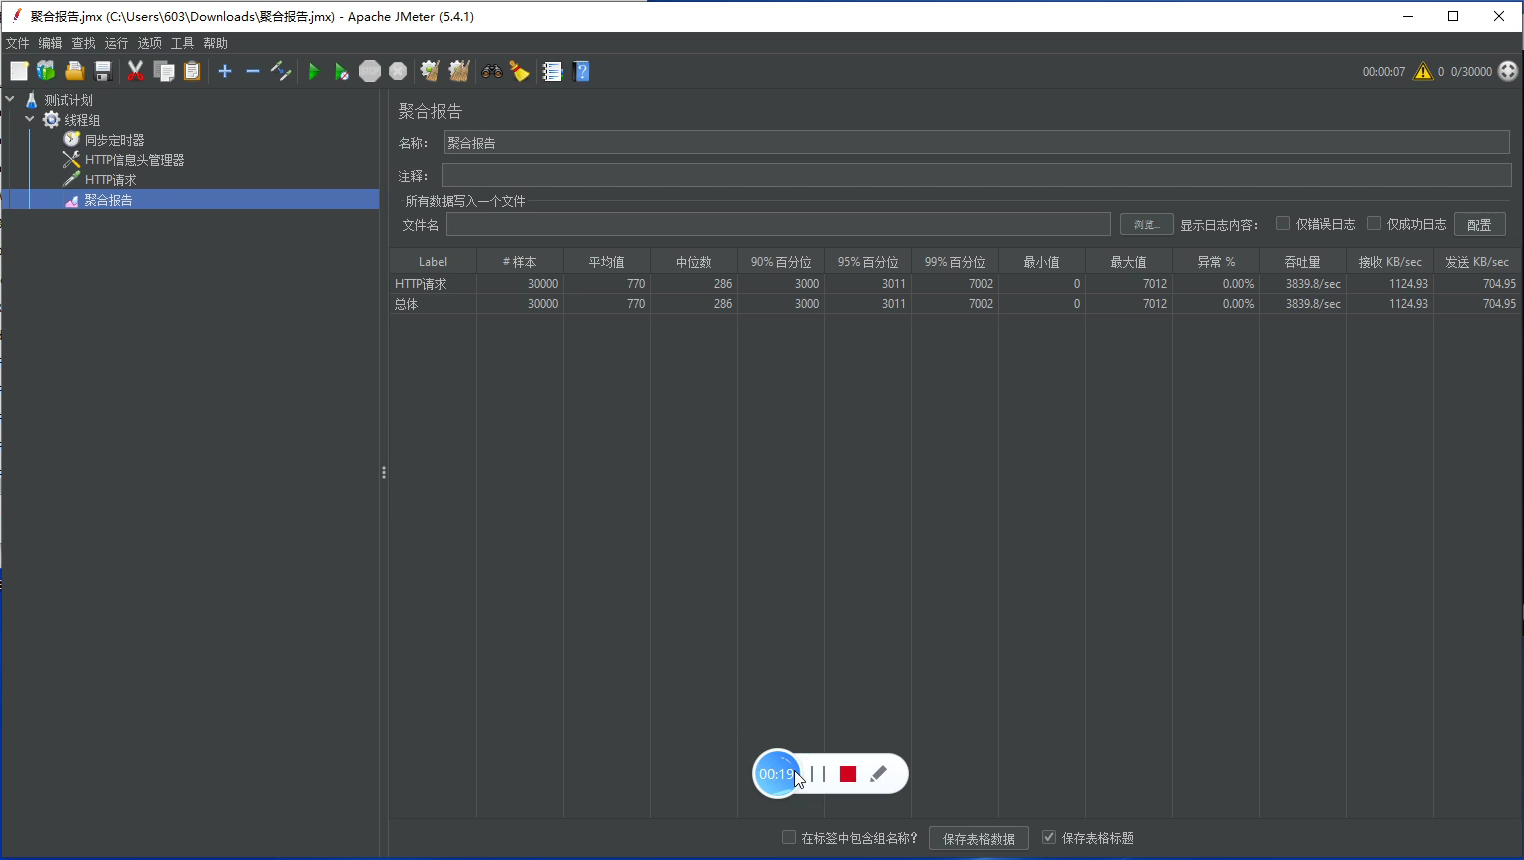 聚合报告.jmx (C:\Users\603\Downloads\聚合报告.jmx) - Apache JMeter (5.4.1)
文件 编辑 查找 运行 选项 工具 帮助
00:00:07 0 0/30000
测试计划
线程组
同步定时器
HTTP信息头管理器
HTTP请求
聚合报告
聚合报告
名称： 聚合报告
注释：
所有数据写入一个文件
文件名 浏览... 显示日志内容： 仅错误日志 仅成功日志 配置
Label # 样本 平均值 中位数 90% 百分位 95% 百分位 99% 百分位 最小值 最大值 异常 % 吞吐量 接收 KB/sec 发送 KB/sec
HTTP请求 30000 770 286 3000 3011 7002 0 7012 0.00% 3839.8/sec 1124.93 704.95
总体 30000 770 286 3000 3011 7002 0 7012 0.00% 3839.8/sec 1124.93 704.95
00:19
在标签中包含组名称? 保存表格数据 保存表格标题